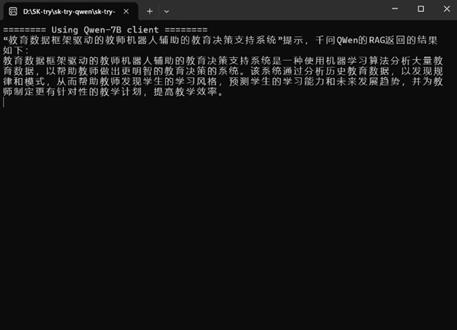 D:\SK-try\sk-try-qwen\sk-try-
======== Using Qwen-7B client ========
“教育数据框架驱动的教师机器人辅助的教育决策支持系统”提示，千问QWen的RAG返回的结果
如下：
教育数据框架驱动的教师机器人辅助的教育决策支持系统是一种使用机器学习算法分析大量教
育数据，以帮助教师做出更明智的教育决策的系统。该系统通过分析历史教育数据，以发现规
律和模式，从而帮助教师发现学生的学习风格，预测学生的学习能力和未来发展趋势，并为教
师制定更有针对性的教学计划，提高教学效率。